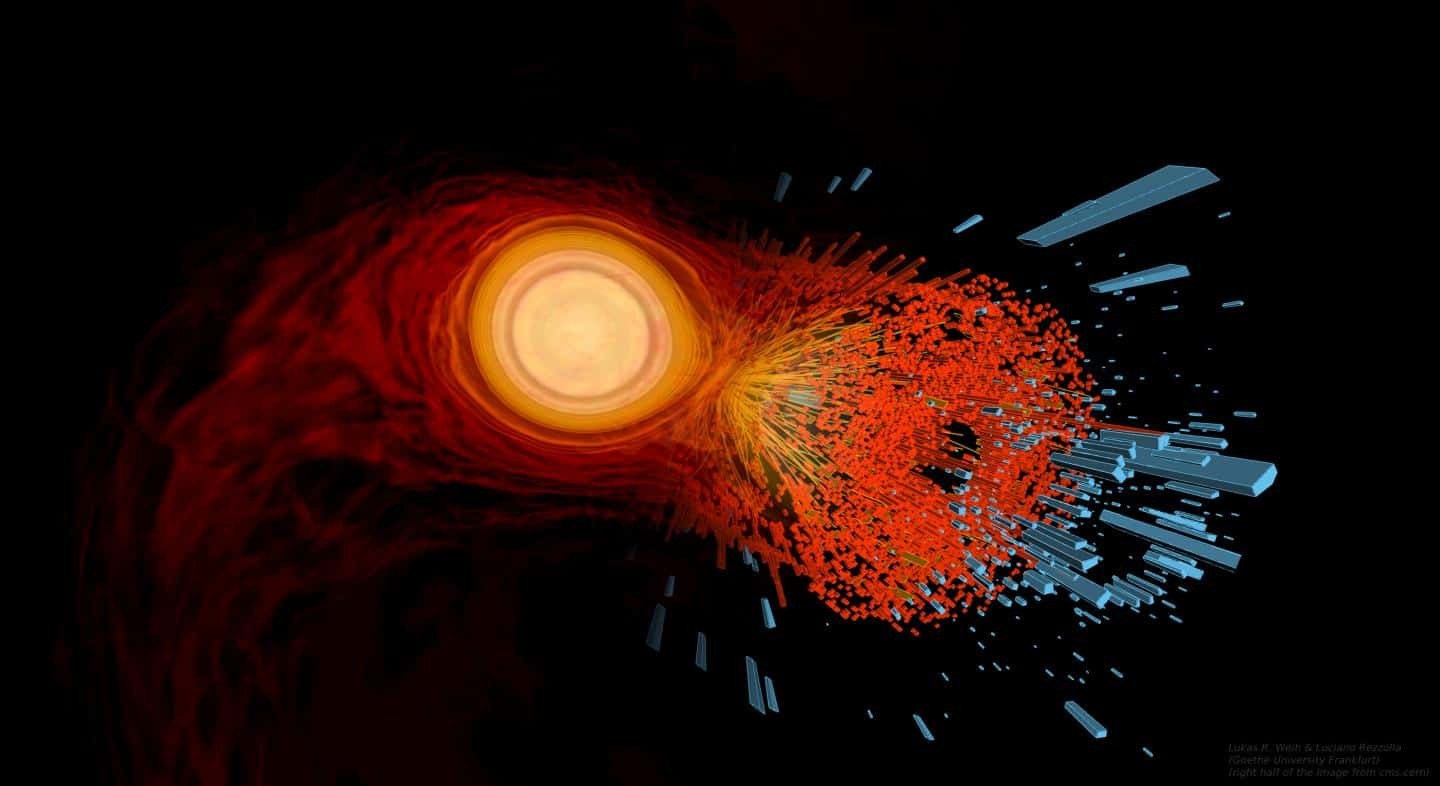 Lukas R. Weih & Luciano Rezzolla
(Goethe University Frankfurt)
(right half of the image from cms.cern)